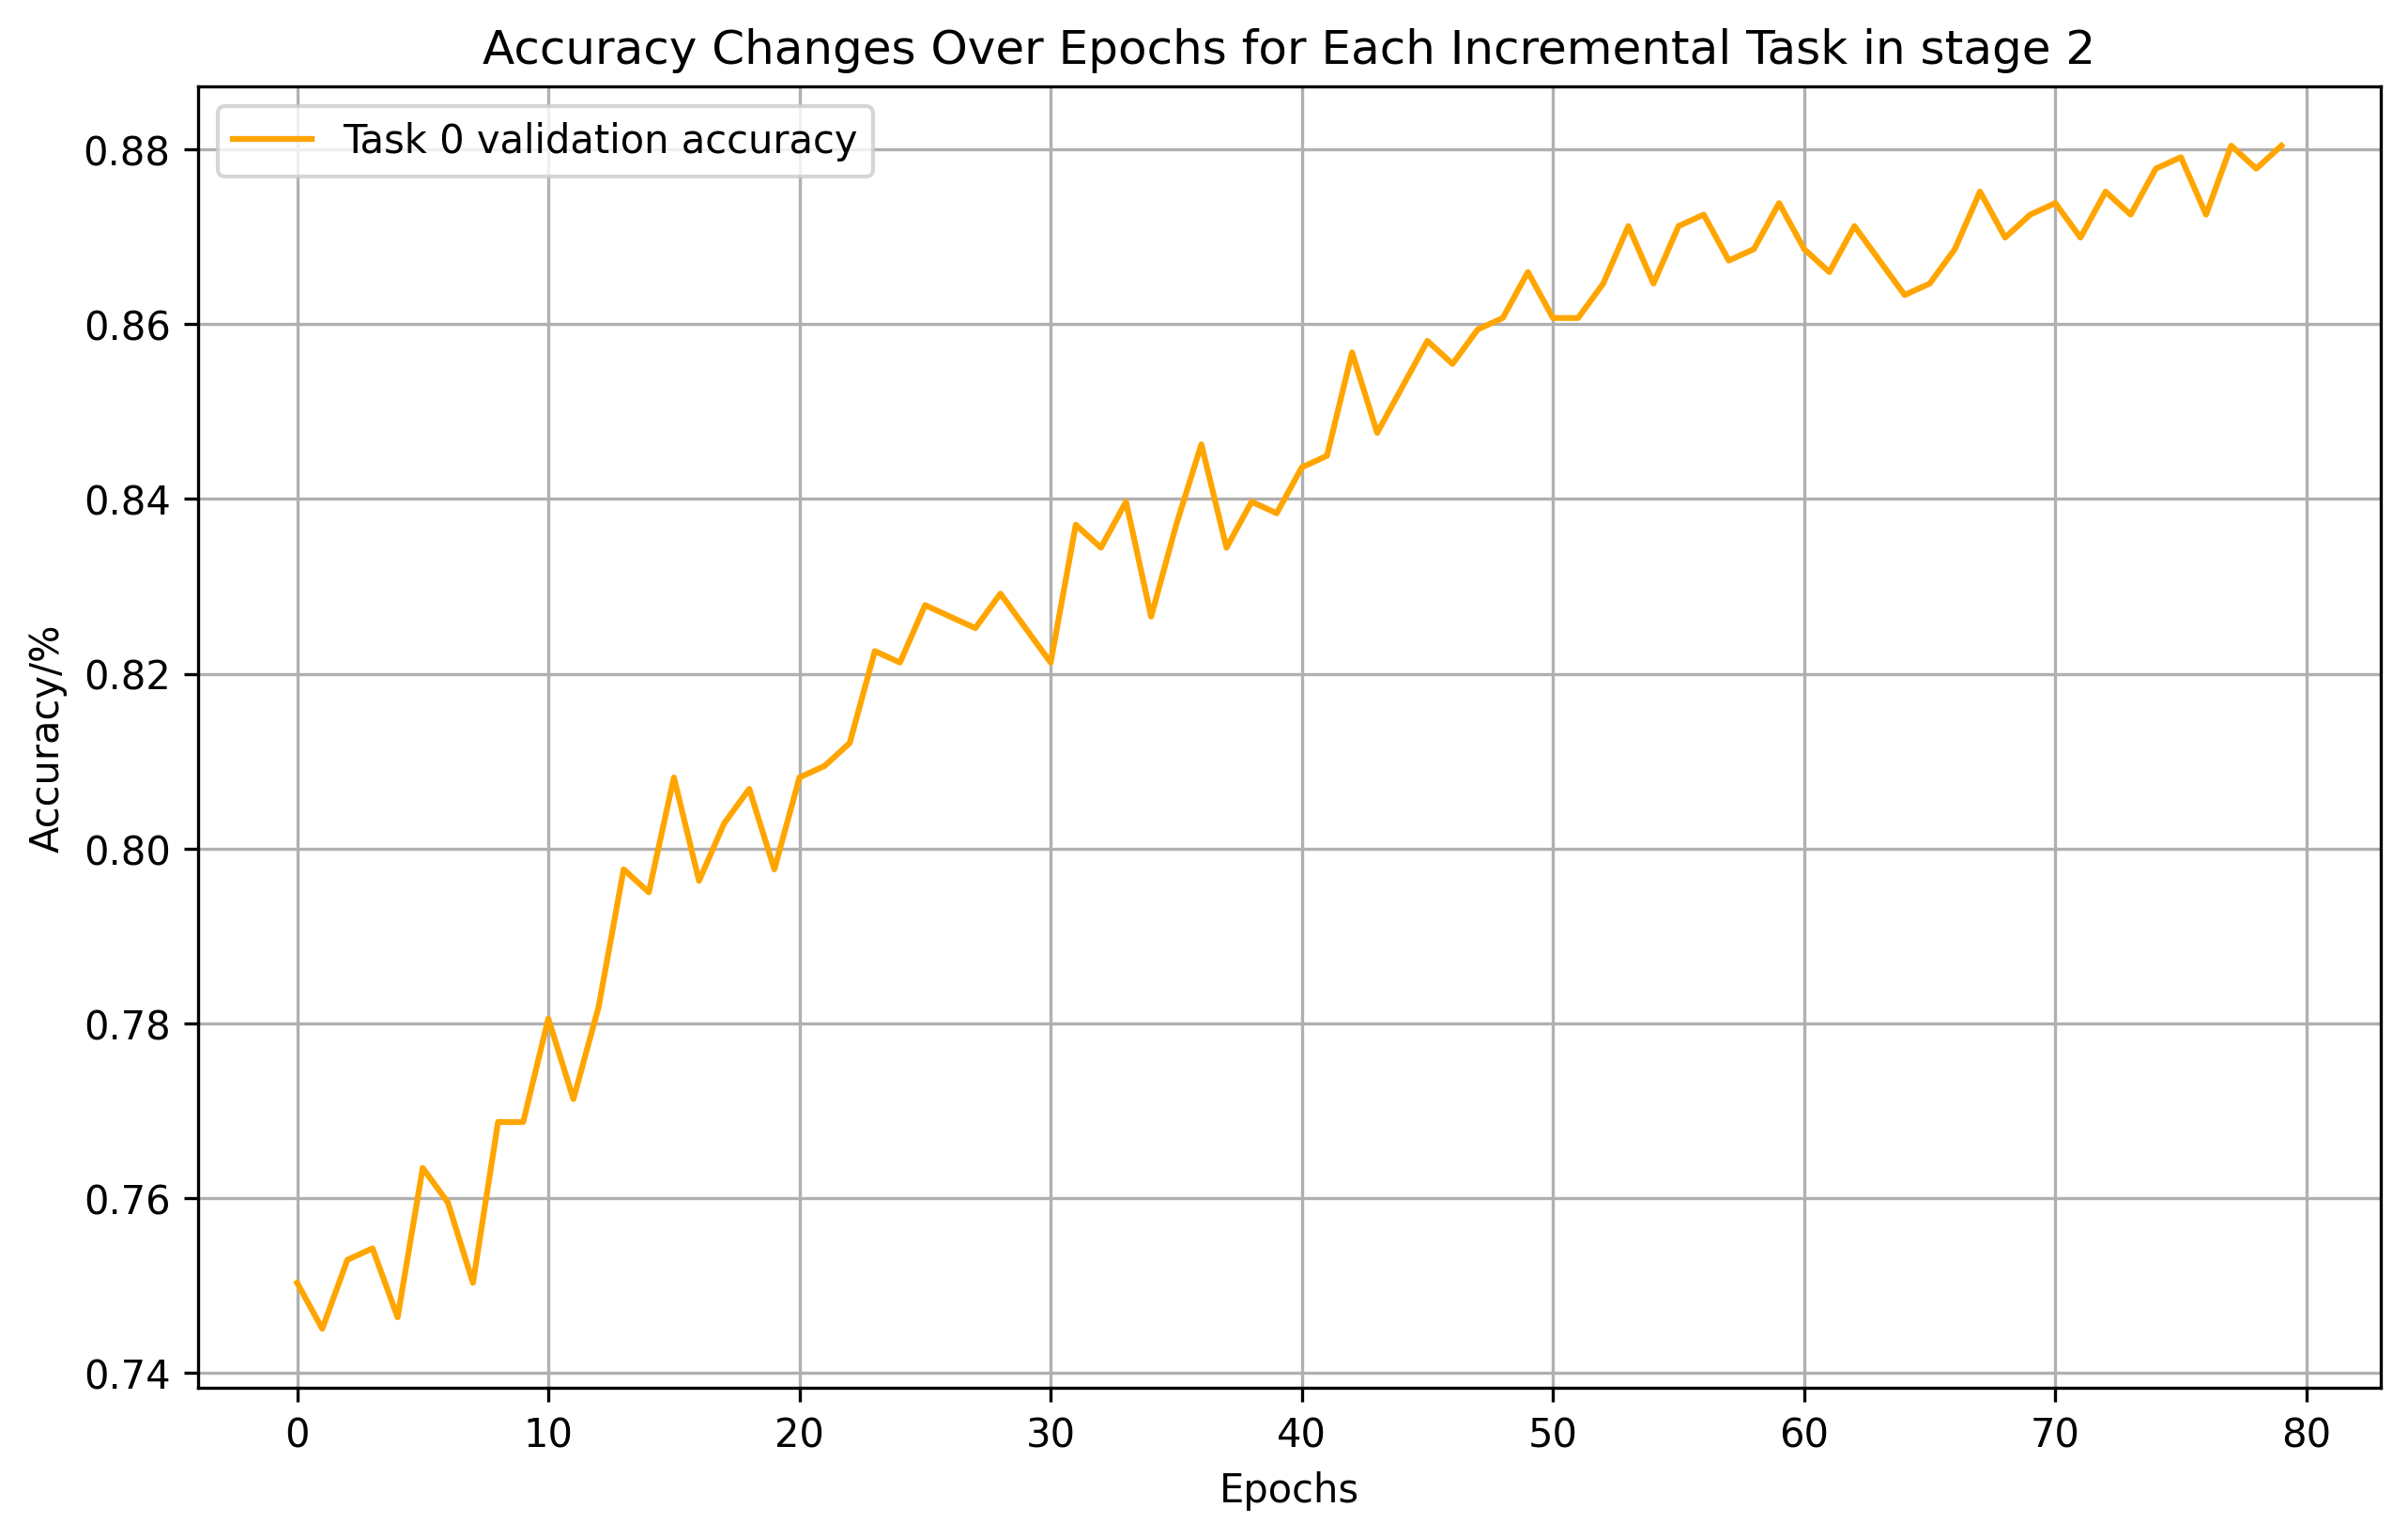 Accuracy Changes Over Epochs for Each Incremental Task in stage 2
Task 0 validation accuracy
0.88
0.86
0.84
0.82
0.80
0.78
0.76
0.74
Accuracy/%
0 10 20 30 40 50 60 70 80
Epochs